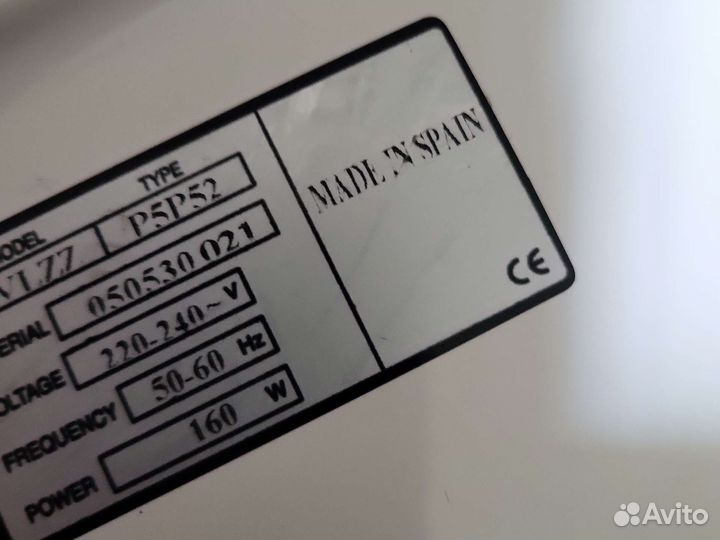 MODEL TYPE
P5P52
SERIAL 050530 021
VOLTAGE 220-240~ V
FREQUENCY 50-60 Hz
POWER 160 W
MADE IN SPAIN
CE
Avito